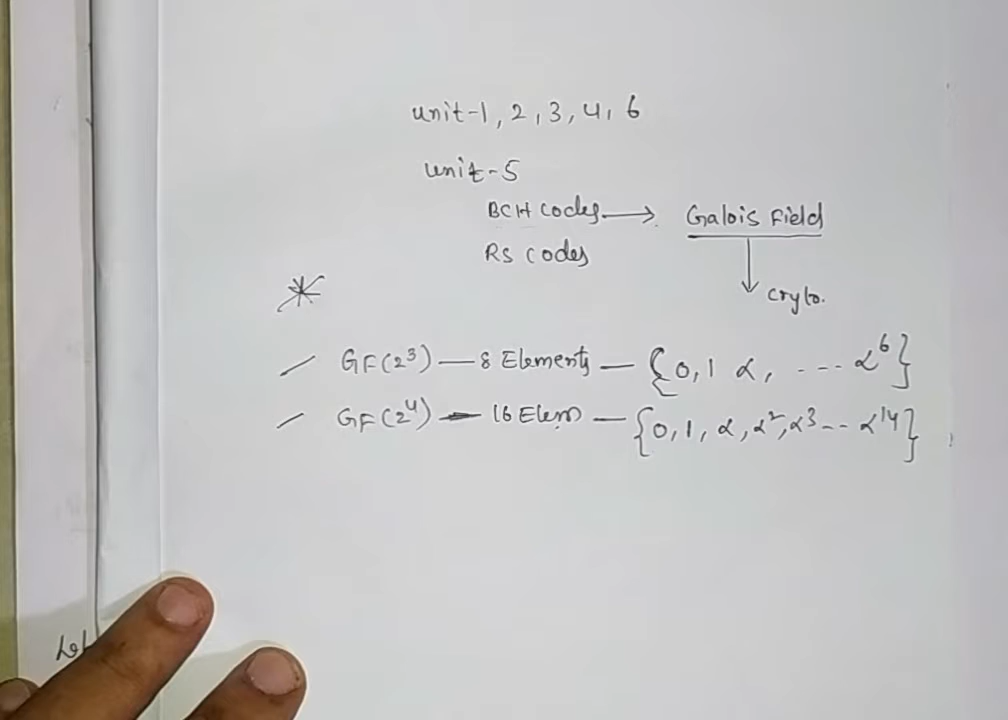 unit-1, 2, 3, 4, 6
unit-5
BCH codes → Galois Field
RS codes
↓ cryto.
*
GF(2³) — 8 Elements — {0, 1 α, ... α⁶}
GF(2⁴) — 16 Elem — {0, 1, α, α², α³ -- α¹⁴}